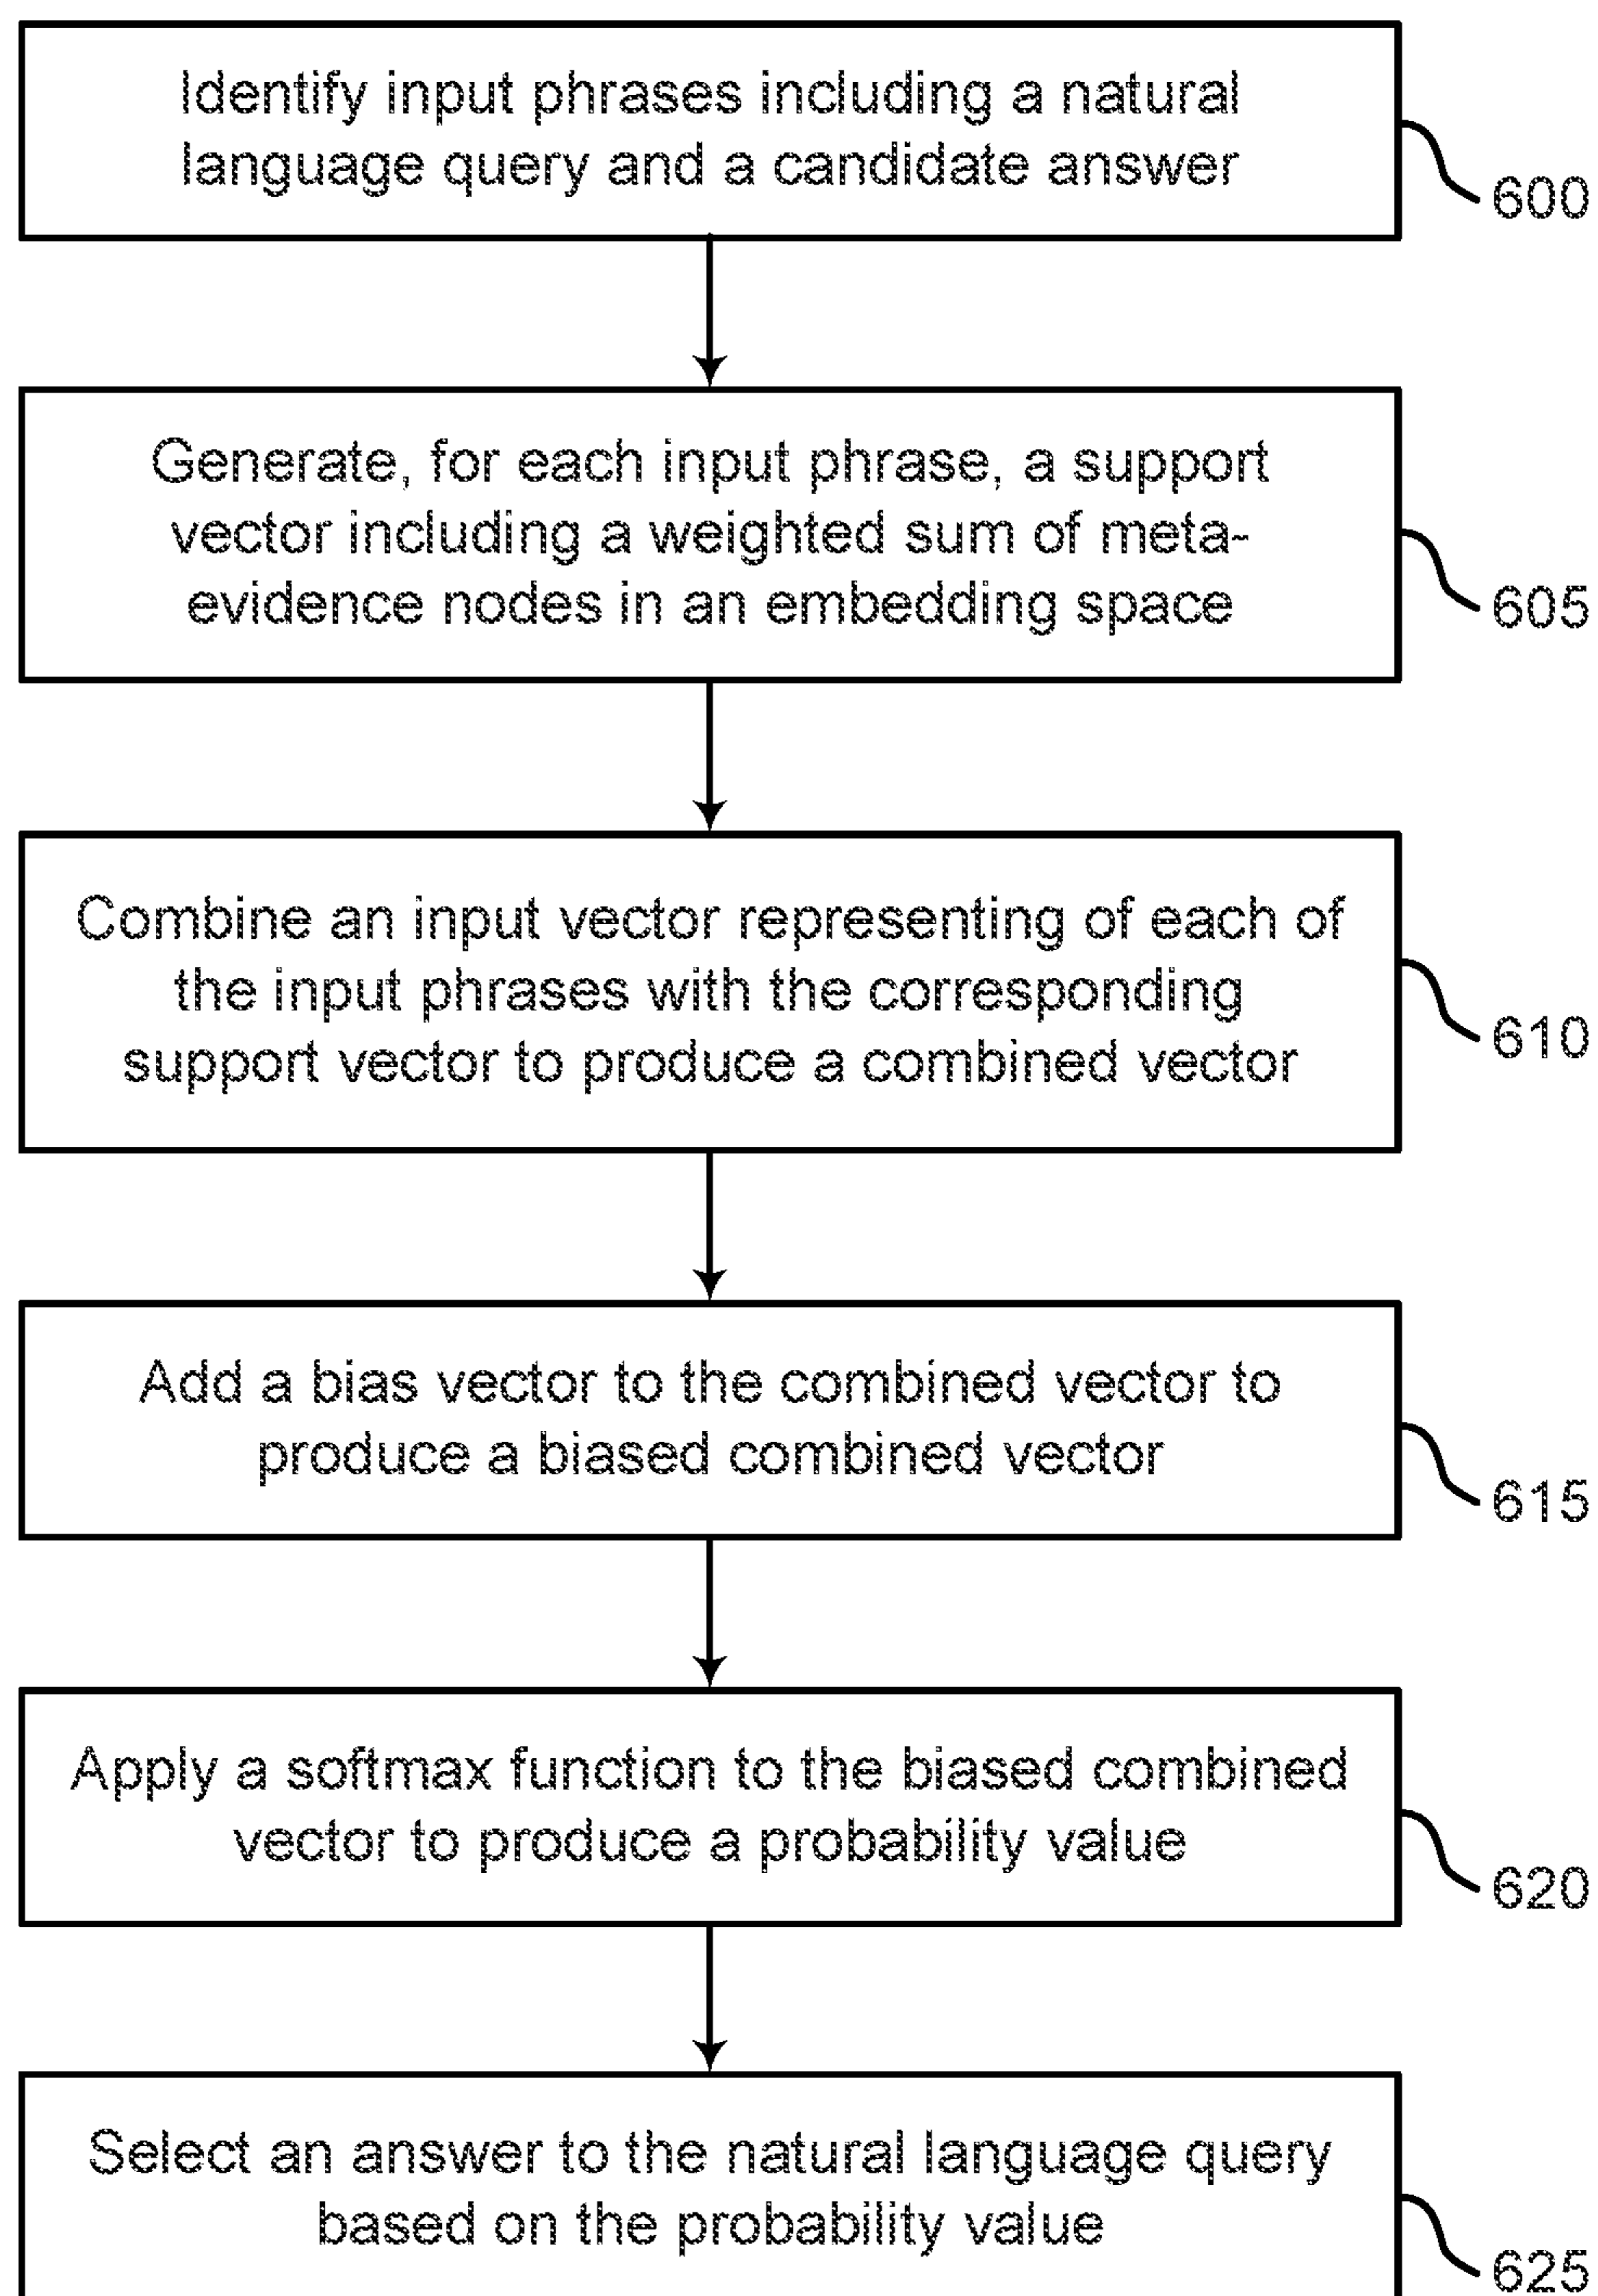 Identify input phrases including a natural
language query and a candidate answer
600
Generate, for each input phrase, a support
vector including a weighted sum of meta-
evidence nodes in an embedding space
605
Combine an input vector representing of each of
the input phrases with the corresponding
support vector to produce a combined vector
610
Add a bias vector to the combined vector to
produce a biased combined vector
615
Apply a softmax function to the biased combined
vector to produce a probability value
620
Select an answer to the natural language query
based on the probability value
625